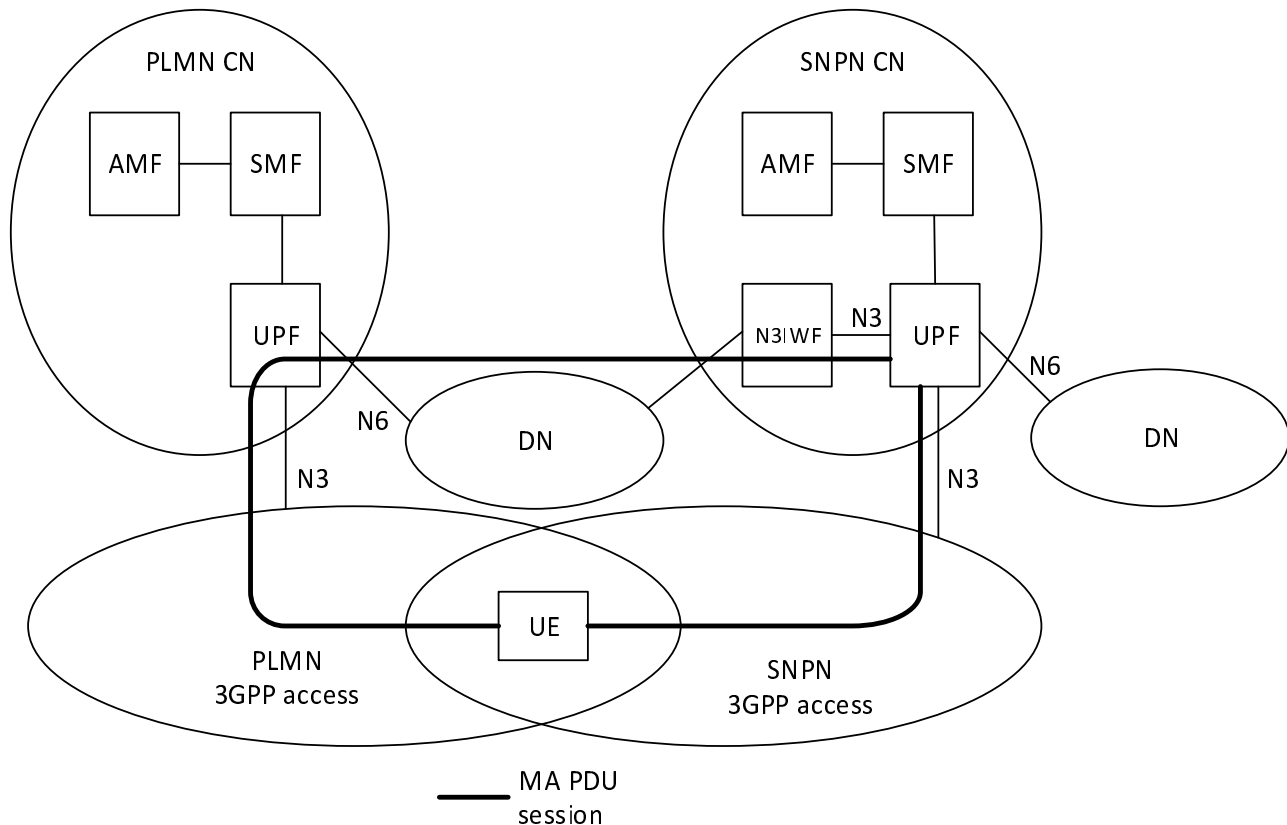 PLMN CN
SNPN CN
AMF
SMF
AMF
SMF
UPF
N3IWF
N3
UPF
N6
DN
N6
DN
N3
N3
UE
PLMN
3GPP access
SNPN
3GPP access
MA PDU
session